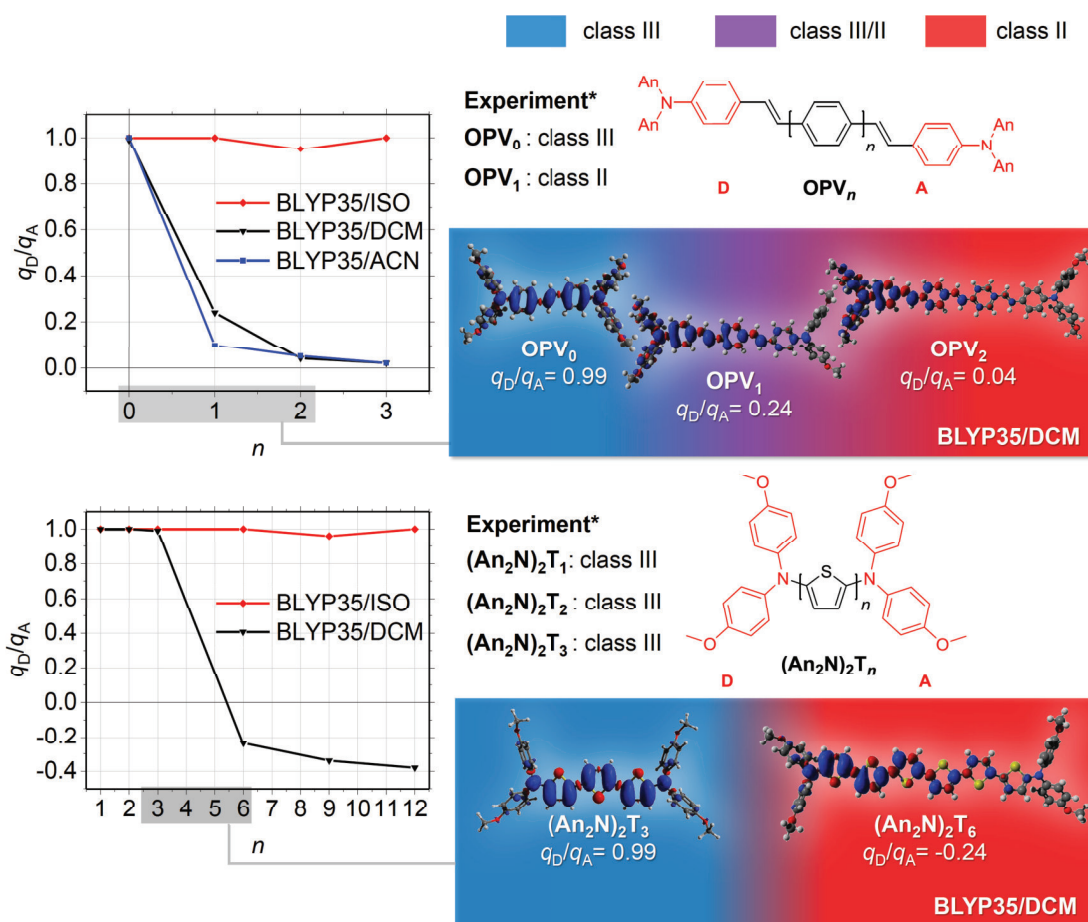 class III
class III/II
class II
1.0
0.8
0.6
0.4
0.2
0.0
qD/qA
BLYP35/ISO
BLYP35/DCM
BLYP35/ACN
0
1
2
3
n
Experiment*
OPV0 : class III
OPV1 : class II
An
N
An
n
An
N
An
D
OPVn
A
OPV0
qD/qA= 0.99
OPV1
qD/qA= 0.24
OPV2
qD/qA= 0.04
BLYP35/DCM
1.0
0.8
0.6
0.4
0.2
0.0
-0.2
-0.4
qD/qA
BLYP35/ISO
BLYP35/DCM
1 2 3 4 5 6 7 8 9 10 11 12
n
Experiment*
(An2N)2T1: class III
(An2N)2T2: class III
(An2N)2T3: class III
O
O
N
S
N
n
O
O
(An2N)2Tn
D
A
(An2N)2T3
qD/qA= 0.99
(An2N)2T6
qD/qA= -0.24
BLYP35/DCM